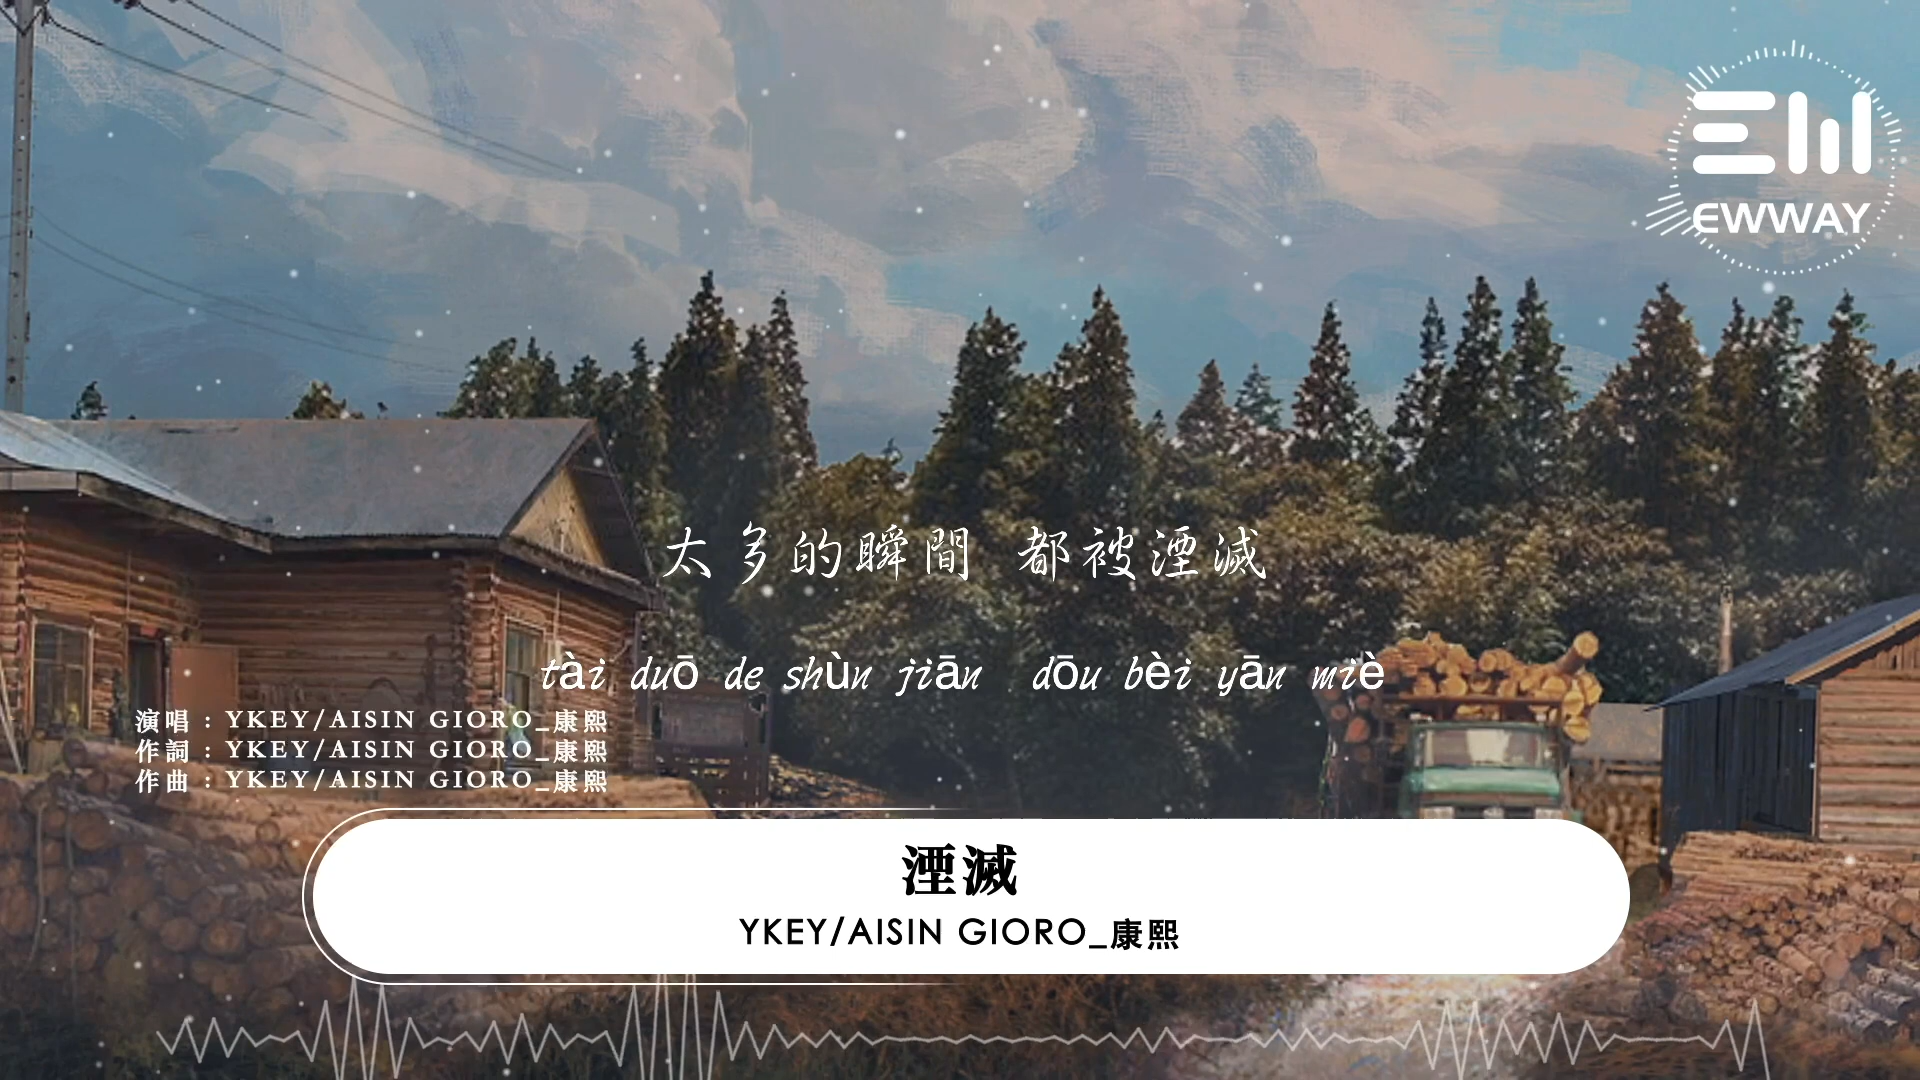 EW
EWWAY
太多的瞬間 都被湮滅
tài duō de shùn jiān dōu bèi yān miè
演唱：YKEY/AISIN GIORO_康熙
作詞：YKEY/AISIN GIORO_康熙
作曲：YKEY/AISIN GIORO_康熙
湮滅
YKEY/AISIN GIORO_康熙